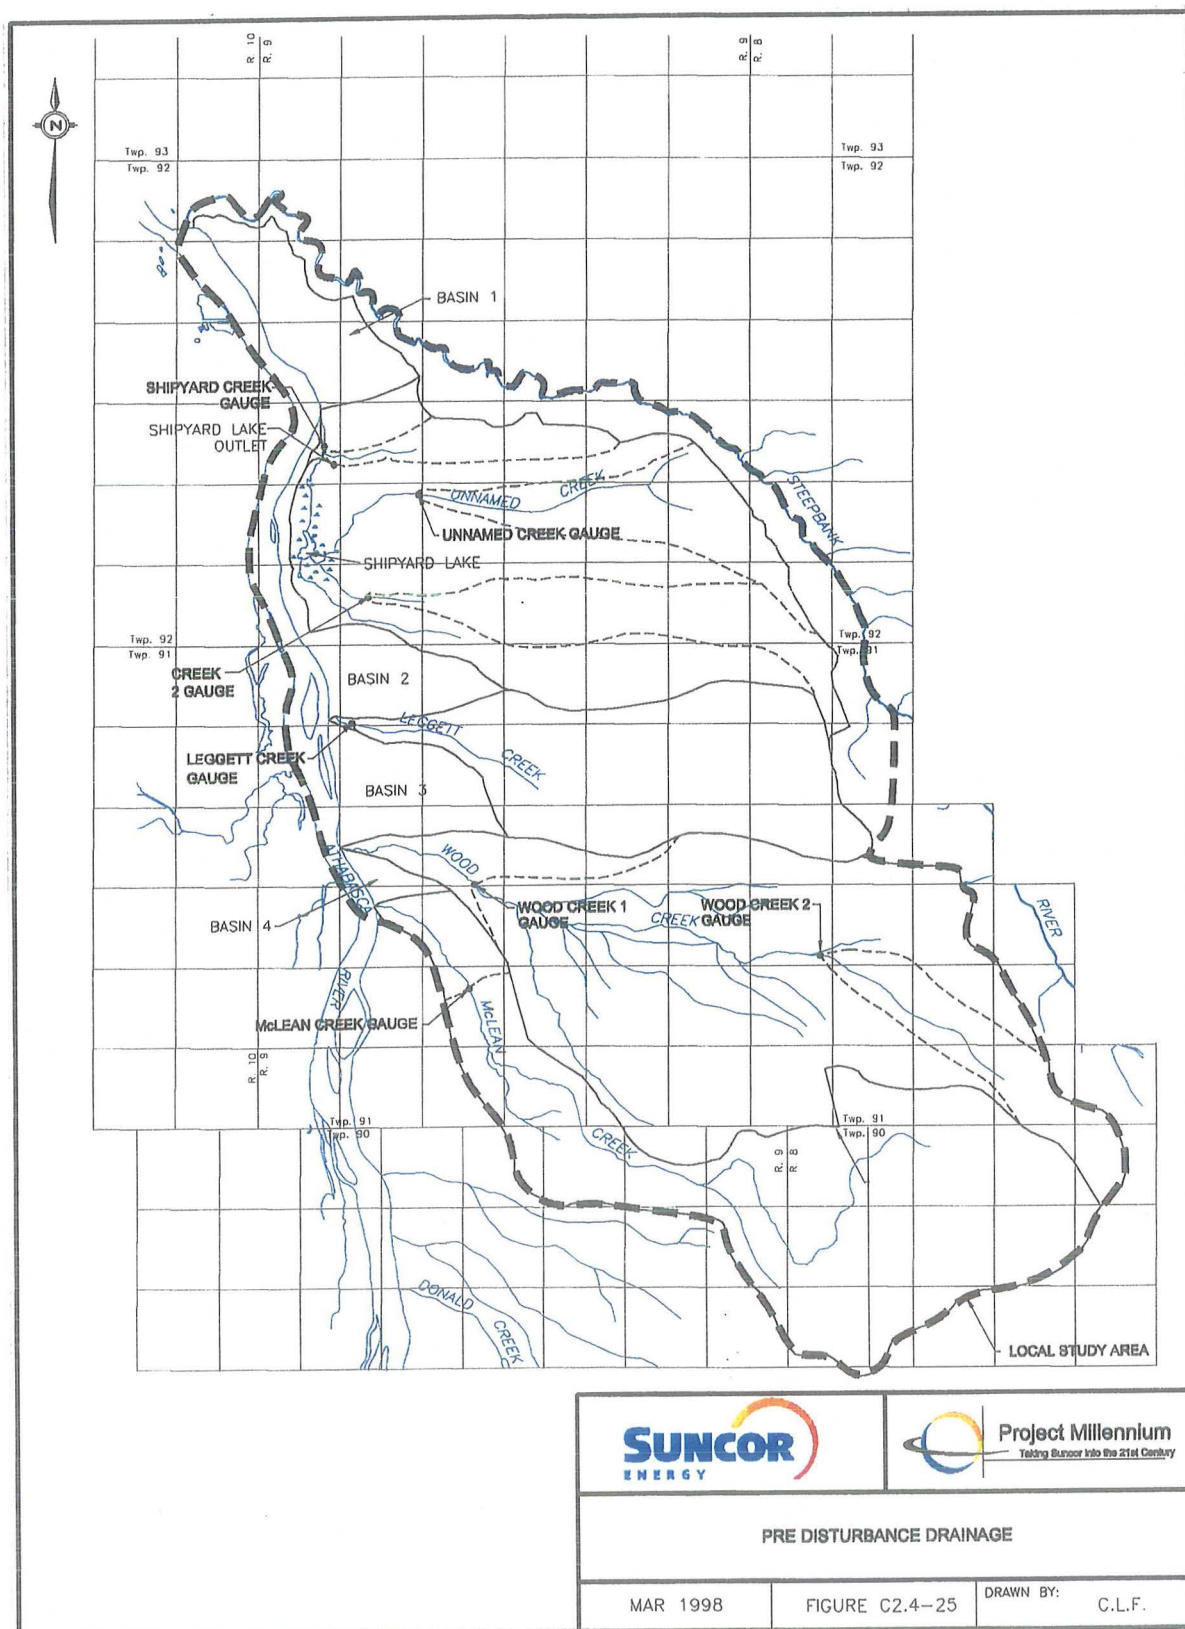 R. 10
R. 9
R. 9
R. 8
N
Twp. 93
Twp. 92
Twp. 93
Twp. 92
BASIN 1
SHIPYARD CREEK
GAUGE
SHIPYARD LAKE
OUTLET
UNNAMED CREEK
STEEPBANK
UNNAMED CREEK GAUGE
SHIPYARD LAKE
Twp. 92
Twp. 91
Twp. 92
Twp. 91
CREEK
2 GAUGE
BASIN 2
LEGGETT CREEK
LEGGETT CREEK
GAUGE
BASIN 3
ATHABASCA
RIVER
WOOD
CREEK
BASIN 4
WOOD CREEK 1
GAUGE
WOOD CREEK 2
GAUGE
RIVER
McLEAN CREEK GAUGE
McLEAN
CREEK
R. 10
R. 9
Twp. 91
Twp. 90
Twp. 91
Twp. 90
R. 9
R. 8
DONALD
CREEK
LOCAL STUDY AREA
SUNCOR
ENERGY
Project Millennium
Taking Suncor into the 21st Century
PRE DISTURBANCE DRAINAGE
MAR 1998
FIGURE C2.4-25
DRAWN BY:
C.L.F.